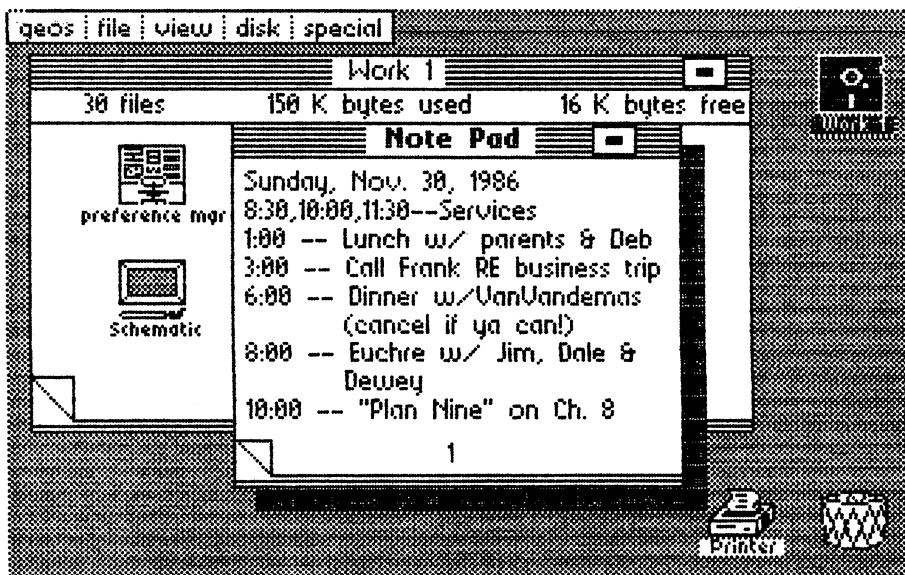 geos file view disk special
Work 1
30 files 150 K bytes used 16 K bytes free
preference mgr
Schematic
Note Pad
Sunday, Nov. 30, 1986
8:30,10:00,11:30--Services
1:00 -- Lunch w/ parents & Deb
3:00 -- Call Frank RE business trip
6:00 -- Dinner w/VanVandemas
(cancel if ya can!)
8:00 -- Euchre w/ Jim, Dale &
Dewey
10:00 -- "Plan Nine" on Ch. 8
1
Work 1
Printer